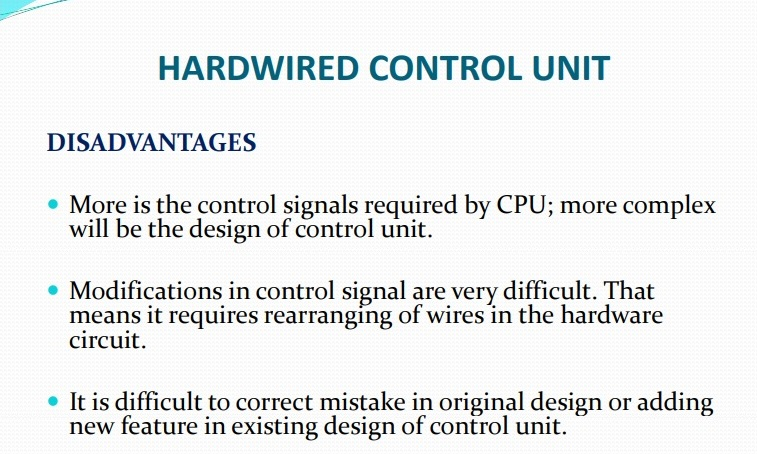 HARDWIRED CONTROL UNIT
DISADVANTAGES
• More is the control signals required by CPU; more complex
will be the design of control unit.
• Modifications in control signal are very difficult. That
means it requires rearranging of wires in the hardware
circuit.
• It is difficult to correct mistake in original design or adding
new feature in existing design of control unit.